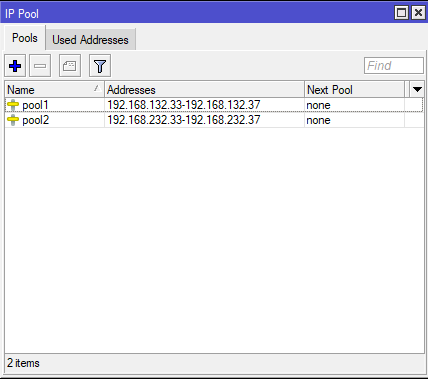 IP Pool
Pools Used Addresses
Find
Name Addresses Next Pool
pool1 192.168.132.33-192.168.132.37 none
pool2 192.168.232.33-192.168.232.37 none
2 items